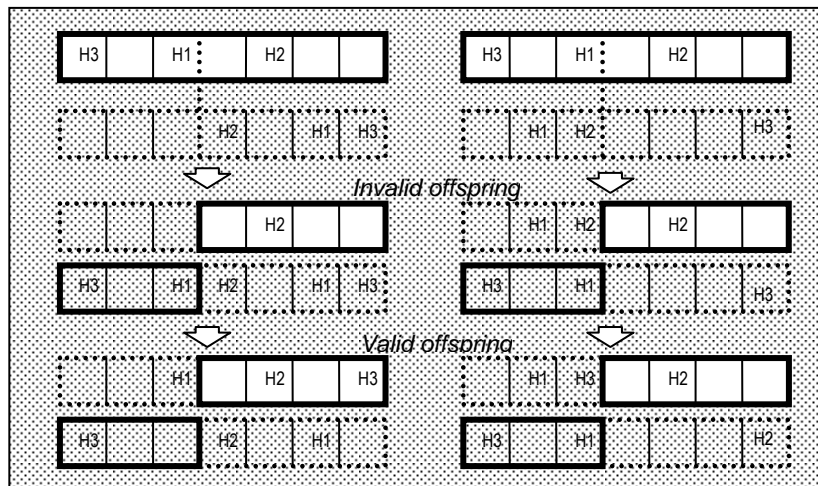 H3 H1 H2 H3 H1 H2
H2 H1 H3 H1 H2 H3
Invalid offspring
H2 H1 H2 H2
H3 H1 H2 H1 H3 H3 H1 H3
Valid offspring
H1 H2 H3 H1 H3 H2
H3 H2 H1 H3 H1 H2